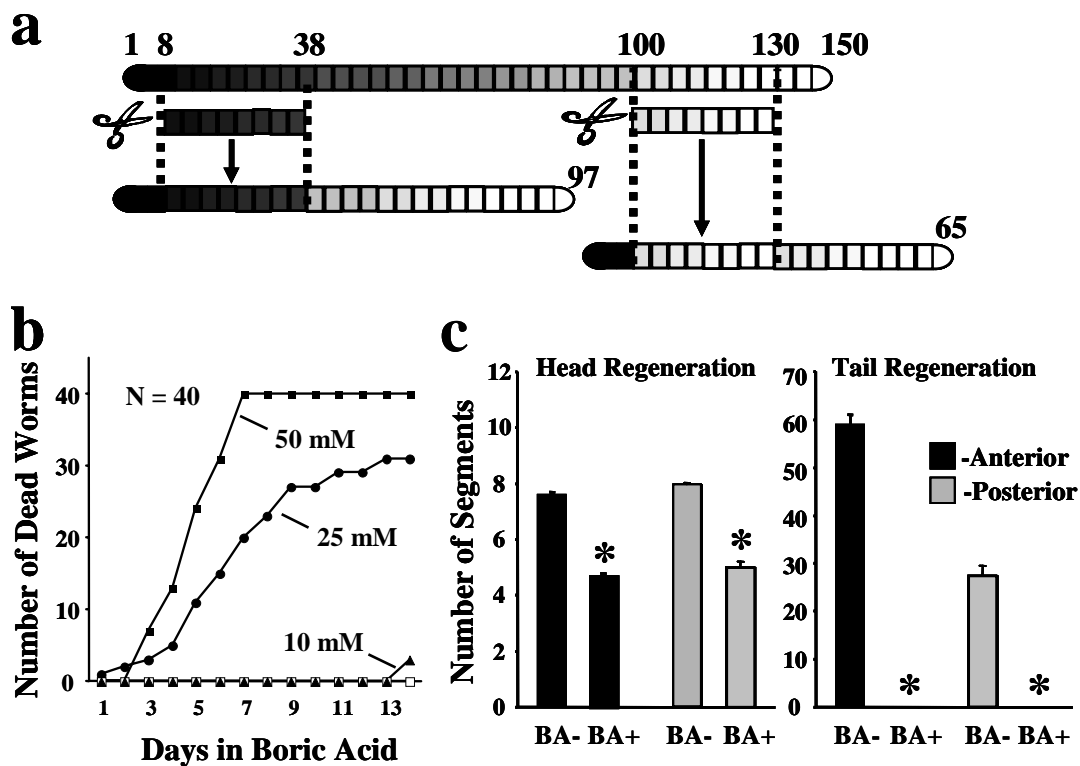 a
1 8 38 100 130 150
97
65
b
Number of Dead Worms
40
30
20
10
0
N = 40
50 mM
25 mM
10 mM
1 3 5 7 9 11 13
Days in Boric Acid
c
Number of Segments
Head Regeneration
12
10
8
6
4
2
0
* *
BA- BA+ BA- BA+
Tail Regeneration
70
60
50
40
30
20
10
0
-Anterior
-Posterior
* *
BA- BA+ BA- BA+